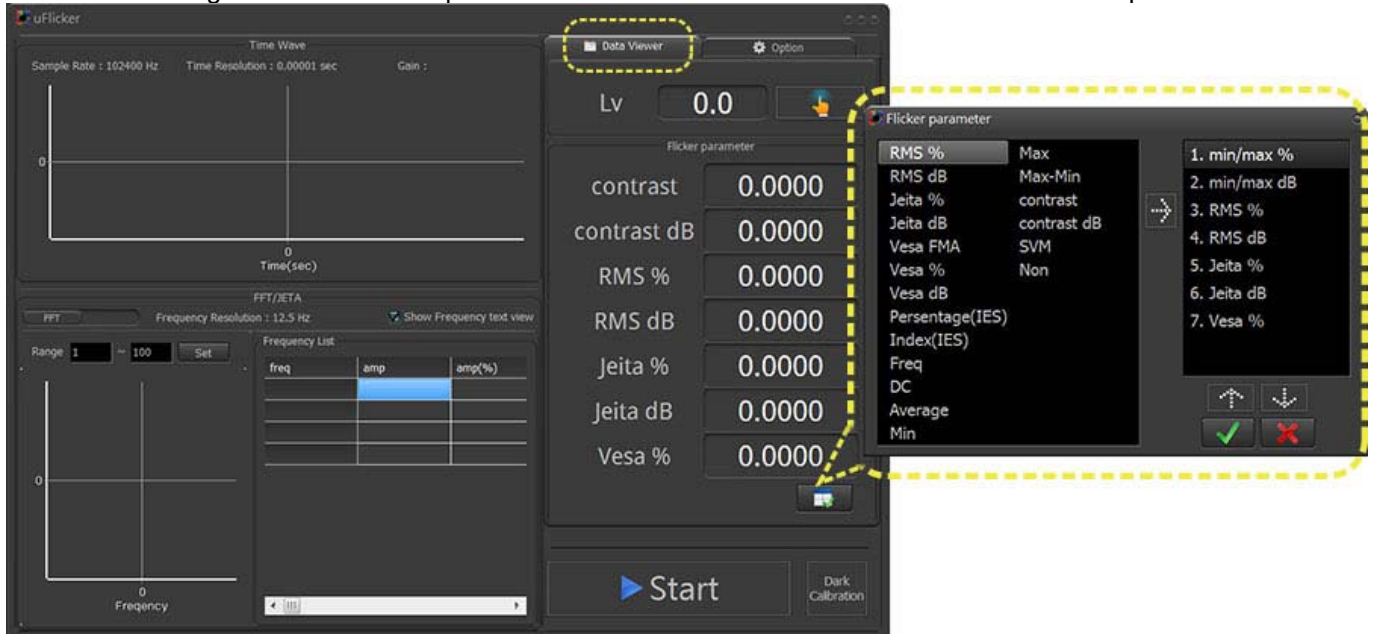 uFlicker
Time Wave
Sample Rate : 102400 Hz Time Resolution : 0.00001 sec Gain :
0
0
Time(sec)
FFT/JETA
FFT Frequency Resolution : 12.5 Hz Show Frequency text view
Range 1 ~ 100 Set
Frequency List
freq amp amp(%)
0
0
Freqency
Data Viewer Option
Lv 0.0
Flicker parameter
contrast 0.0000
contrast dB 0.0000
RMS % 0.0000
RMS dB 0.0000
Jeita % 0.0000
Jeita dB 0.0000
Vesa % 0.0000
Start
Dark
Calbration
Flicker parameter
RMS % Max
RMS dB Max-Min
Jeita % contrast
Jeita dB contrast dB
Vesa FMA SVM
Vesa % Non
Vesa dB
Persentage(IES)
Index(IES)
Freq
DC
Average
Min
1. min/max %
2. min/max dB
3. RMS %
4. RMS dB
5. Jeita %
6. Jeita dB
7. Vesa %